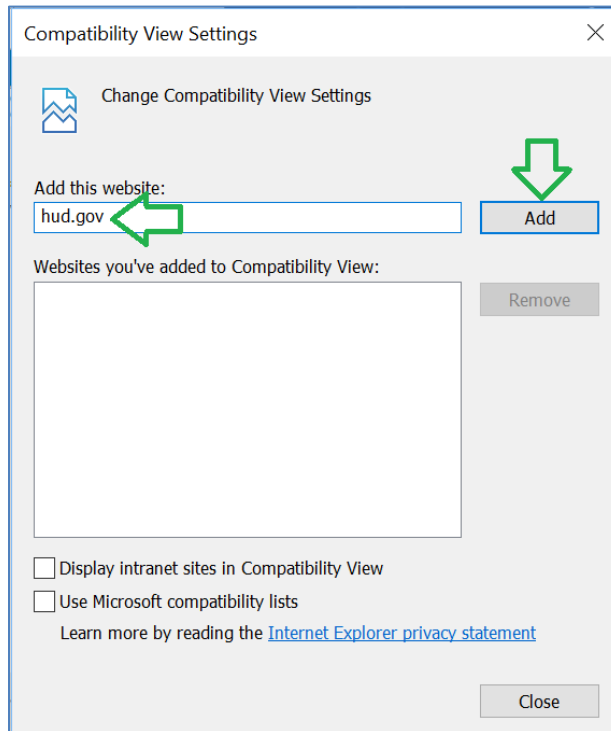 Compatibility View Settings
Change Compatibility View Settings
Add this website:
hud.gov
Add
Websites you've added to Compatibility View:
Remove
Display intranet sites in Compatibility View
Use Microsoft compatibility lists
Learn more by reading the Internet Explorer privacy statement
Close